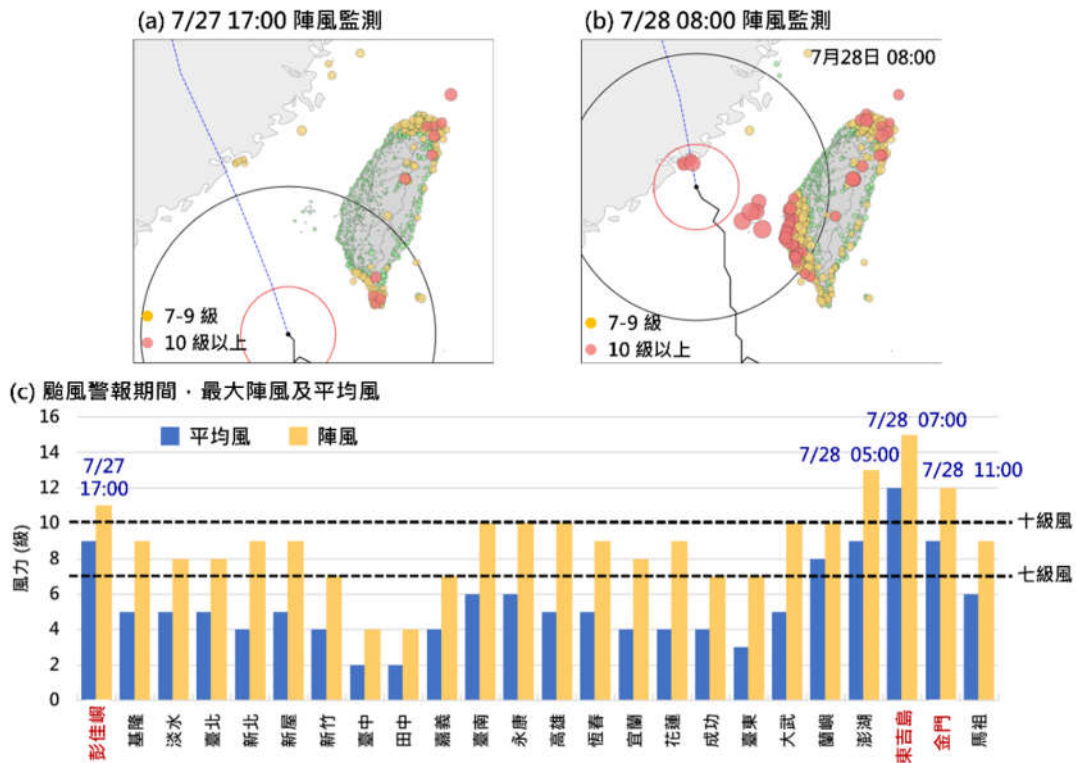 (a) 7/27 17:00 陣風監測
(b) 7/28 08:00 陣風監測
7月28日 08:00
7-9 級
10 級以上
7-9 級
10 級以上
(c) 颱風警報期間，最大陣風及平均風
平均風
陣風
7/27
17:00
7/28 05:00
7/28 07:00
7/28 11:00
十級風
七級風
風力 (級)
16
14
12
10
8
6
4
2
0
彭佳嶼
基隆
淡水
臺北
新北
新屋
新竹
臺中
田中
嘉義
臺南
永康
高雄
恆春
宜蘭
花蓮
成功
臺東
大武
蘭嶼
澎湖
東吉島
金門
馬祖